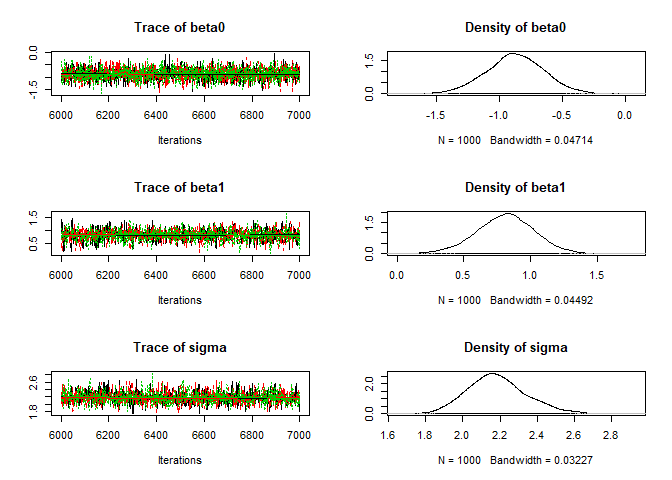 Trace of beta0
0.0
-1.5
6000 6200 6400 6600 6800 7000
Iterations
Density of beta0
1.5
0.0
-1.5 -1.0 -0.5 0.0
N = 1000 Bandwidth = 0.04714
Trace of beta1
1.5
0.5
6000 6200 6400 6600 6800 7000
Iterations
Density of beta1
1.5
0.0
0.0 0.5 1.0 1.5
N = 1000 Bandwidth = 0.04492
Trace of sigma
2.6
1.8
6000 6200 6400 6600 6800 7000
Iterations
Density of sigma
2.0
0.0
1.6 1.8 2.0 2.2 2.4 2.6 2.8
N = 1000 Bandwidth = 0.03227